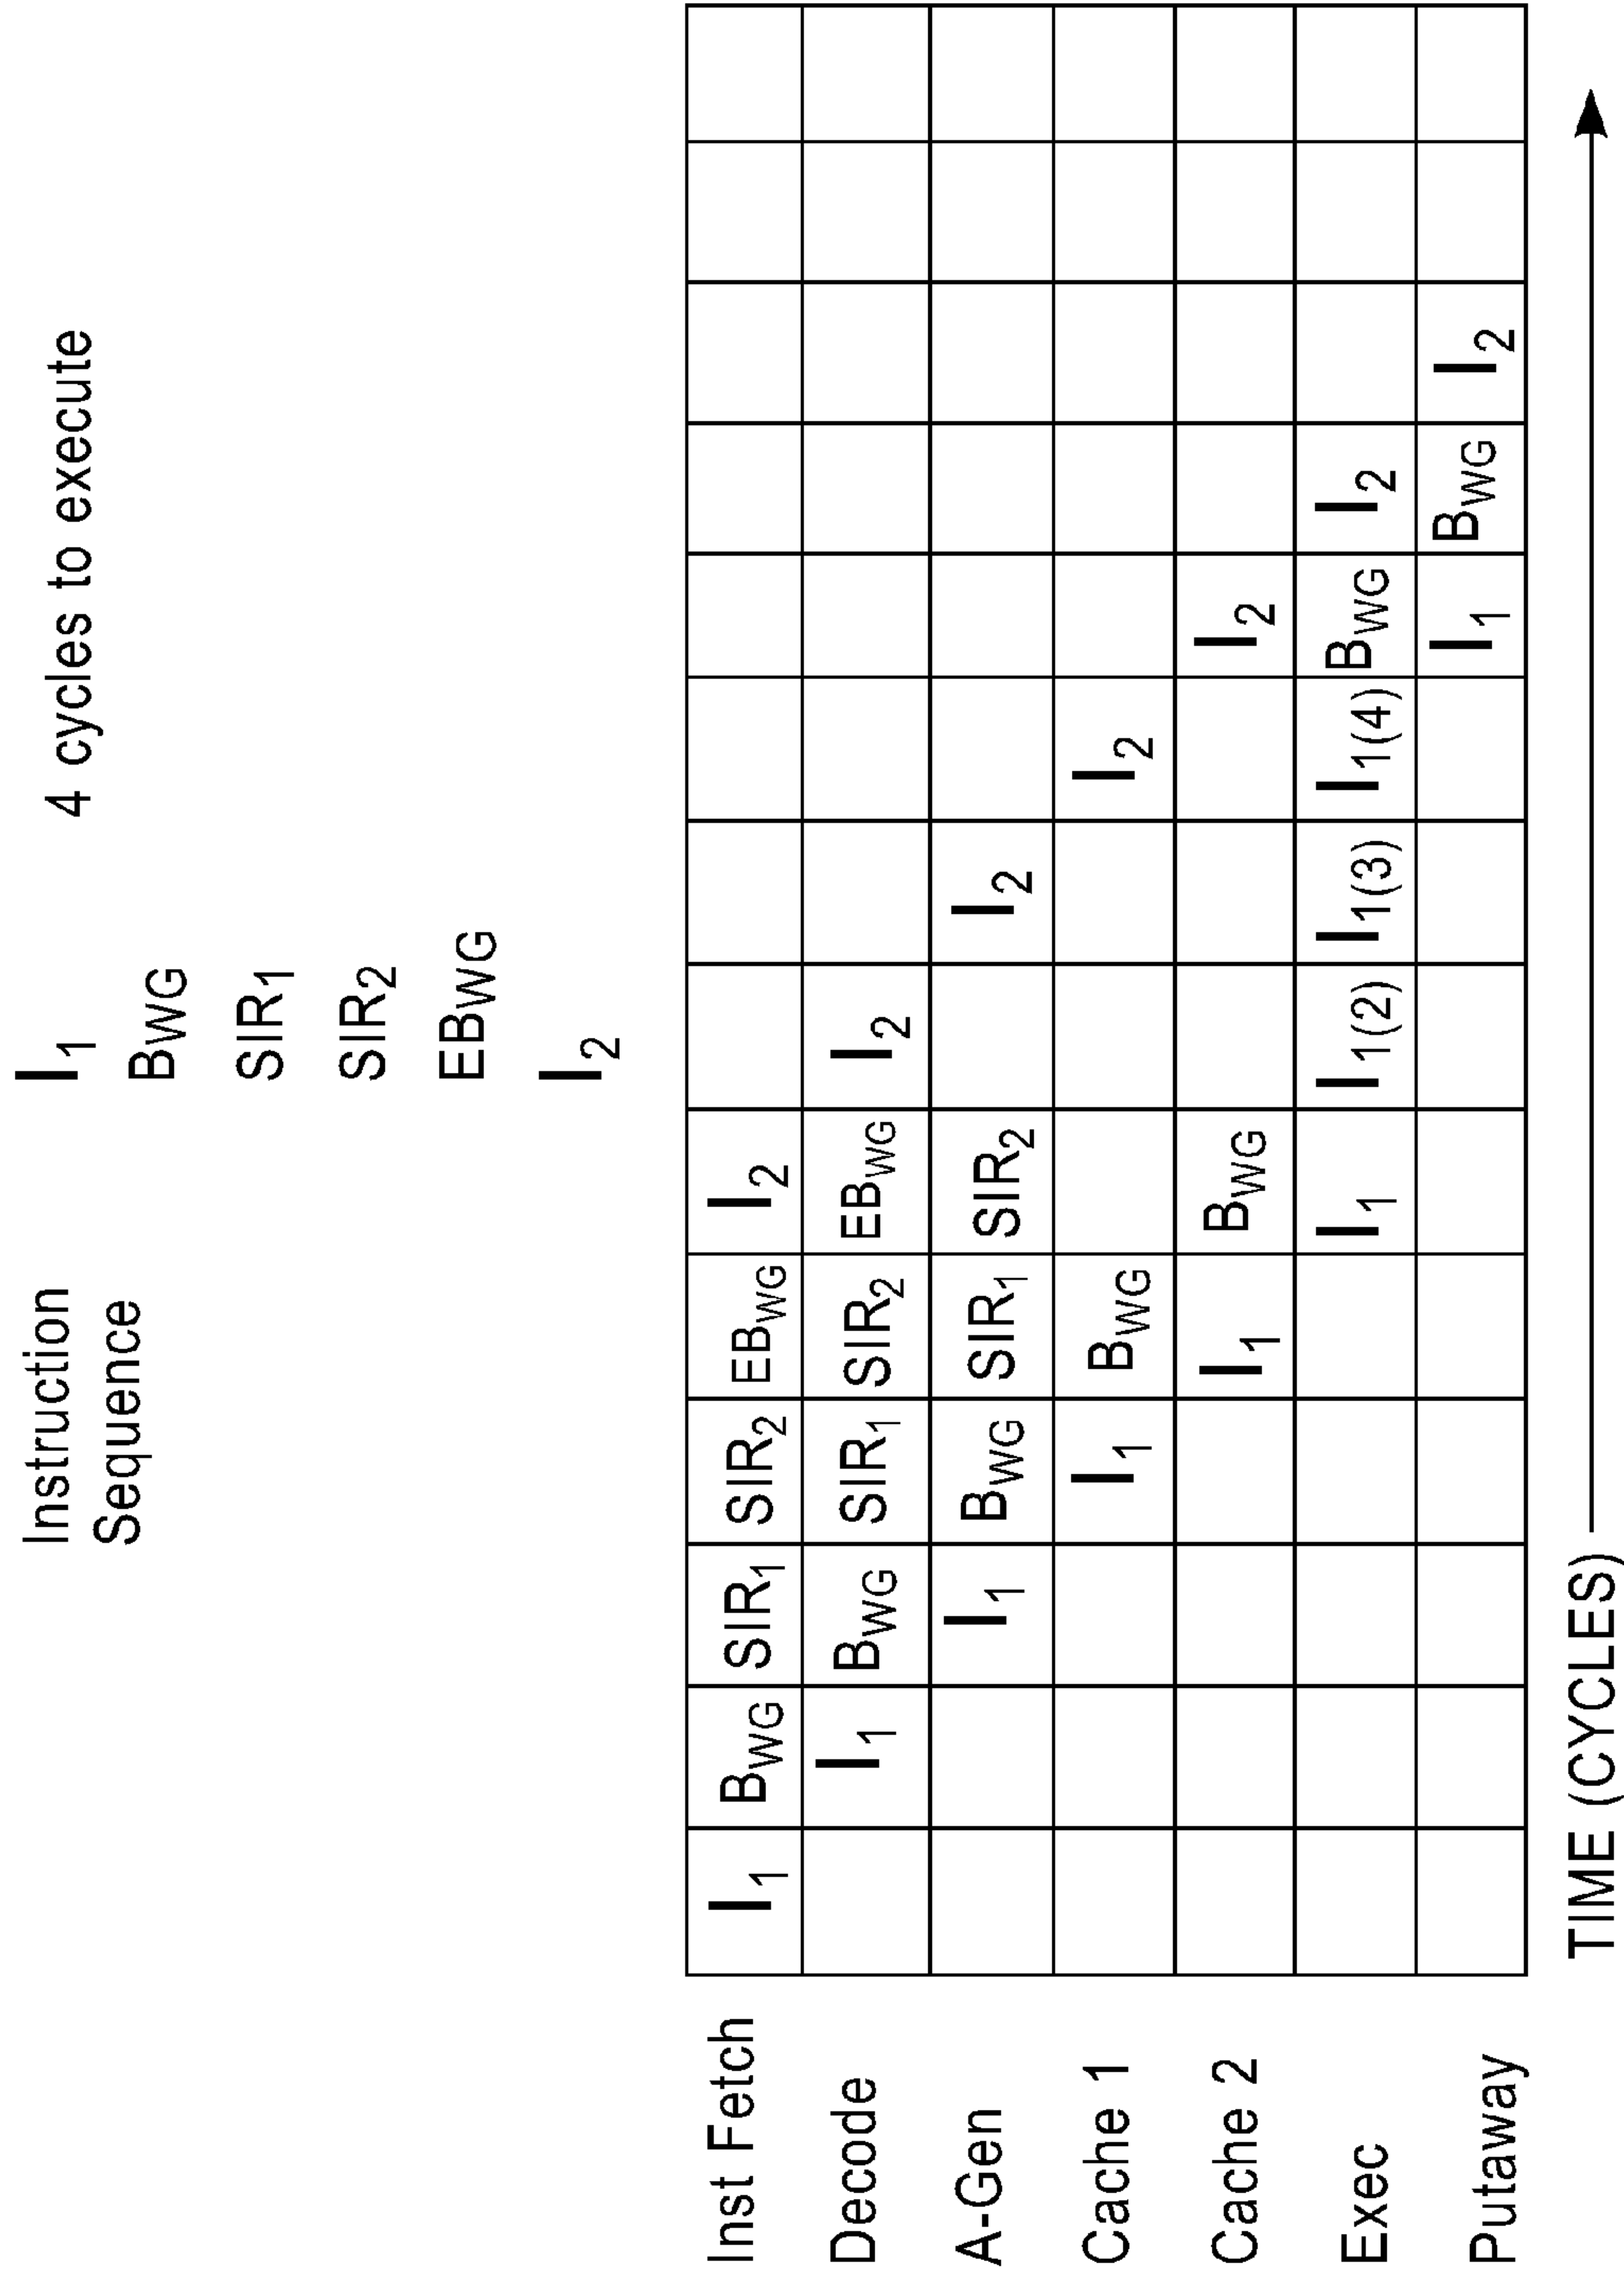 Instruction
Sequence
I1 4 cycles to execute
BWG
SIR1
SIR2
EBWG
I2
Inst Fetch I1 BWG SIR1 SIR2 EBWG I2
Decode I1 BWG SIR1 SIR2 EBWG I2
A-Gen I1 BWG SIR1 SIR2 I2
Cache 1 I1 BWG I2
Cache 2 I1 BWG I2
Exec I1 I1(2) I1(3) I1(4) BWG I2
Putaway I1 BWG I2
TIME (CYCLES)